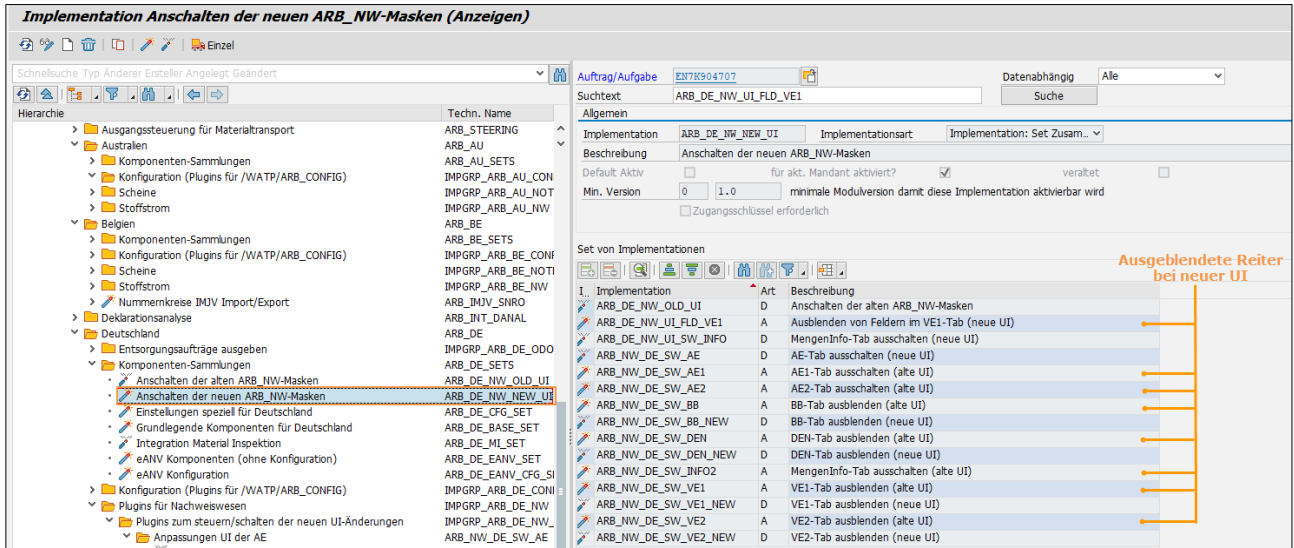 Implementation Anschalten der neuen ARB_NW-Masken (Anzeigen)
Einzel
Schnellsuche Typ Änderer Ersteller Angelegt Geändert
Hierarchie Techn. Name
Ausgangssteuerung für Materialtransport ARB_STEERING
Australien ARB_AU
Komponenten-Sammlungen ARB_AU_SETS
Konfiguration (Plugins für /WATP/ARB_CONFIG) IMPGRP_ARB_AU_CON
Scheine IMPGRP_ARB_AU_NOT
Stoffstrom IMPGRP_ARB_AU_NW
Belgien ARB_BE
Komponenten-Sammlungen ARB_BE_SETS
Konfiguration (Plugins für /WATP/ARB_CONFIG) IMPGRP_ARB_BE_CONF
Scheine IMPGRP_ARB_BE_NOTI
Stoffstrom IMPGRP_ARB_BE_NW
Nummernkreise IMJV Import/Export ARB_IMJV_SNRO
Deklarationsanalyse ARB_INT_DANAL
Deutschland ARB_DE
Entsorgungsaufträge ausgeben IMPGRP_ARB_DE_ODO
Komponenten-Sammlungen ARB_DE_SETS
Anschalten der alten ARB_NW-Masken ARB_DE_NW_OLD_UI
Anschalten der neuen ARB_NW-Masken ARB_DE_NW_NEW_UI
Einstellungen speziell für Deutschland ARB_DE_CFG_SET
Grundlegende Komponenten für Deutschland ARB_DE_BASE_SET
Integration Material Inspektion ARB_DE_MI_SET
eANV Komponenten (ohne Konfiguration) ARB_DE_EANV_SET
eANV Konfiguration ARB_DE_EANV_CFG_SI
Konfiguration (Plugins für /WATP/ARB_CONFIG) IMPGRP_ARB_DE_CONI
Plugins für Nachweiswesen IMPGRP_ARB_DE_NW
Plugins zum steuern/schalten der neuen UI-Änderungen IMPGRP_ARB_DE_NW_
Anpassungen UI der AE ARB_NW_DE_SW_AE
Auftrag/Aufgabe EN7K904707 Datenabhängig Alle
Suchtext ARB_DE_NW_UI_FLD_VE1 Suche
Allgemein
Implementation ARB_DE_NW_NEW_UI Implementationsart Implementation: Set Zusam..
Beschreibung Anschalten der neuen ARB_NW-Masken
Default Aktiv für akt. Mandant aktiviert? veraltet
Min. Version 0 1.0 minimale Modulversion damit diese Implementation aktivierbar wird
Zugangsschlüssel erforderlich
Set von Implementationen
Ausgeblendete Reiter
bei neuer UI
I.. Implementation Art Beschreibung
ARB_DE_NW_OLD_UI D Anschalten der alten ARB_NW-Masken
ARB_DE_NW_UI_FLD_VE1 A Ausblenden von Feldern im VE1-Tab (neue UI)
ARB_DE_NW_UI_SW_INFO D MengenInfo-Tab ausschalten (neue UI)
ARB_NW_DE_SW_AE D AE-Tab ausschalten (neue UI)
ARB_NW_DE_SW_AE1 A AE1-Tab ausschalten (alte UI)
ARB_NW_DE_SW_AE2 A AE2-Tab ausschalten (alte UI)
ARB_NW_DE_SW_BB A BB-Tab ausblenden (alte UI)
ARB_NW_DE_SW_BB_NEW D BB-Tab ausblenden (neue UI)
ARB_NW_DE_SW_DEN A DEN-Tab ausblenden (alte UI)
ARB_NW_DE_SW_DEN_NEW D DEN-Tab ausblenden (neue UI)
ARB_NW_DE_SW_INFO2 A MengenInfo-Tab ausschalten (alte UI)
ARB_NW_DE_SW_VE1 A VE1-Tab ausblenden (alte UI)
ARB_NW_DE_SW_VE1_NEW D VE1-Tab ausblenden (neue UI)
ARB_NW_DE_SW_VE2 A VE2-Tab ausblenden (alte UI)
ARB_NW_DE_SW_VE2_NEW D VE2-Tab ausblenden (neue UI)